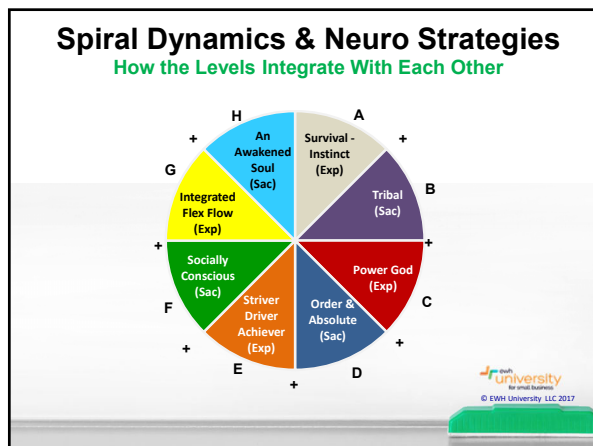 Spiral Dynamics & Neuro Strategies
How the Levels Integrate With Each Other
H
A
+
+
An
Awakened
Soul
(Sac)
Survival -
Instinct
(Exp)
G
B
Integrated
Flex Flow
(Exp)
Tribal
(Sac)
+
+
Socially
Conscious
(Sac)
Power God
(Exp)
F
C
Striver
Driver
Achiever
(Exp)
Order &
Absolute
(Sac)
+
+
E
D
+
ewh
university
for small business
© EWH University LLC 2017